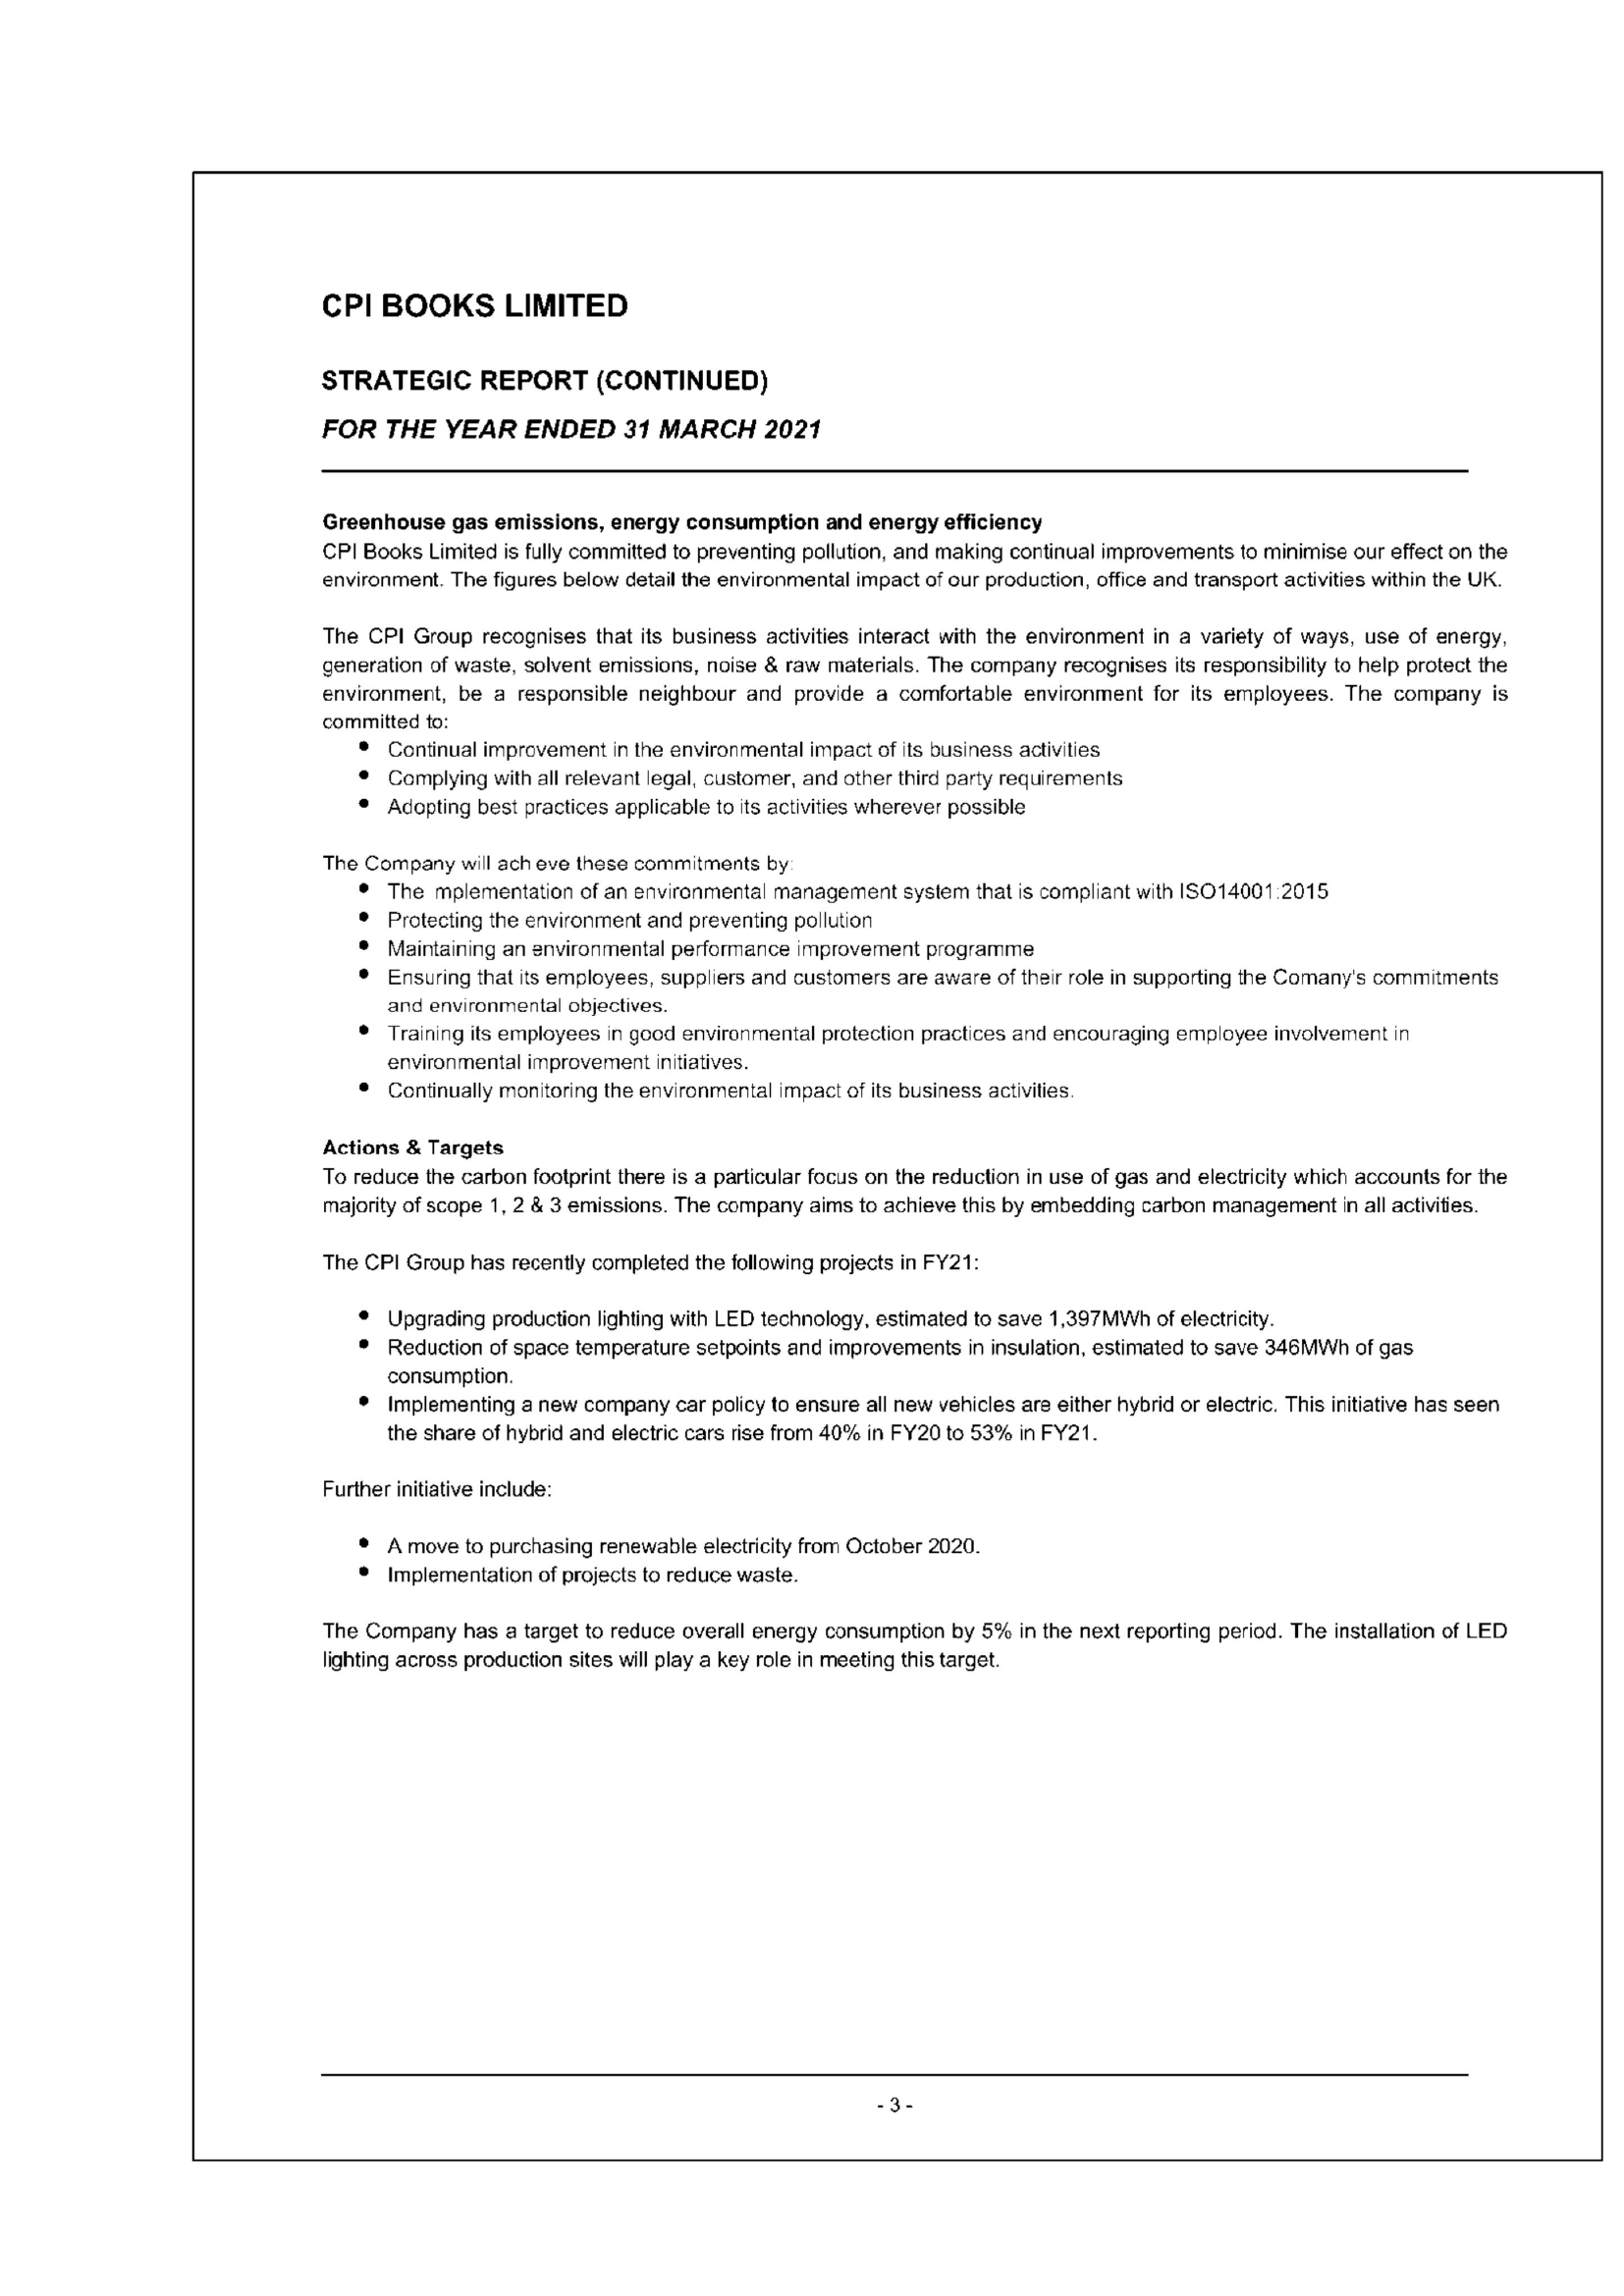 CPI BOOKS LIMITED
STRATEGIC REPORT (CONTINUED)
FOR THE YEAR ENDED 31 MARCH 2021
Greenhouse gas emissions, energy consumption and energy efficiency
CPI Books Limited is fully committed to preventing pollution, and making continual improvements to minimise our effect on the
environment. The figures below detail the environmental impact of our production, office and transport activities within the UK.
The CPI Group recognises that its business activities interact with the environment in a variety of ways, use of energy,
generation of waste, solvent emissions, noise & raw materials. The company recognises its responsibility to help protect the
environment, be a responsible neighbour and provide a comfortable environment for its employees. The company is
committed to:
• Continual improvement in the environmental impact of its business activities
• Complying with all relevant legal, customer, and other third party requirements
• Adopting best practices applicable to its activities wherever possible
The Company will ach eve these commitments by:
• The mplementation of an environmental management system that is compliant with ISO14001:2015
• Protecting the environment and preventing pollution
• Maintaining an environmental performance improvement programme
• Ensuring that its employees, suppliers and customers are aware of their role in supporting the Comany's commitments
and environmental objectives.
• Training its employees in good environmental protection practices and encouraging employee involvement in
environmental improvement initiatives.
• Continually monitoring the environmental impact of its business activities.
Actions & Targets
To reduce the carbon footprint there is a particular focus on the reduction in use of gas and electricity which accounts for the
majority of scope 1, 2 & 3 emissions. The company aims to achieve this by embedding carbon management in all activities.
The CPI Group has recently completed the following projects in FY21:
• Upgrading production lighting with LED technology, estimated to save 1,397MWh of electricity.
• Reduction of space temperature setpoints and improvements in insulation, estimated to save 346MWh of gas
consumption.
• Implementing a new company car policy to ensure all new vehicles are either hybrid or electric. This initiative has seen
the share of hybrid and electric cars rise from 40% in FY20 to 53% in FY21.
Further initiative include:
• A move to purchasing renewable electricity from October 2020.
• Implementation of projects to reduce waste.
The Company has a target to reduce overall energy consumption by 5% in the next reporting period. The installation of LED
lighting across production sites will play a key role in meeting this target.
- 3 -